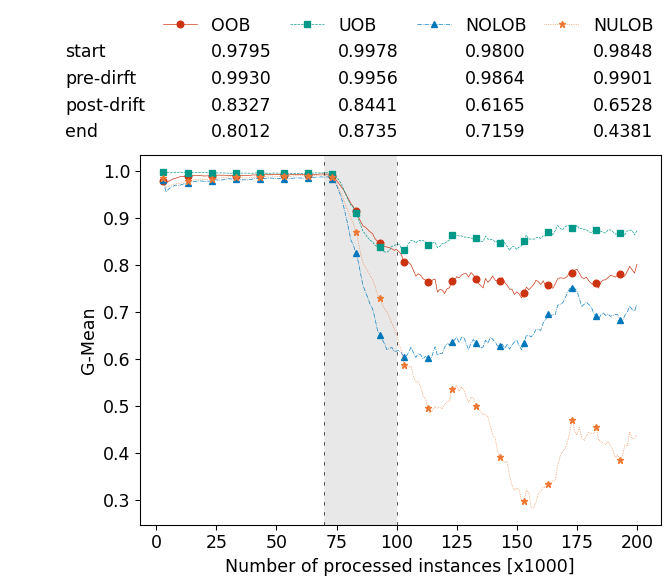 OOB UOB NOLOB NULOB
start 0.9795 0.9978 0.9800 0.9848
pre-dirft 0.9930 0.9956 0.9864 0.9901
post-drift 0.8327 0.8441 0.6165 0.6528
end 0.8012 0.8735 0.7159 0.4381
1.0
0.9
0.8
0.7
0.6
0.5
0.4
0.3
G-Mean
0 25 50 75 100 125 150 175 200
Number of processed instances [x1000]